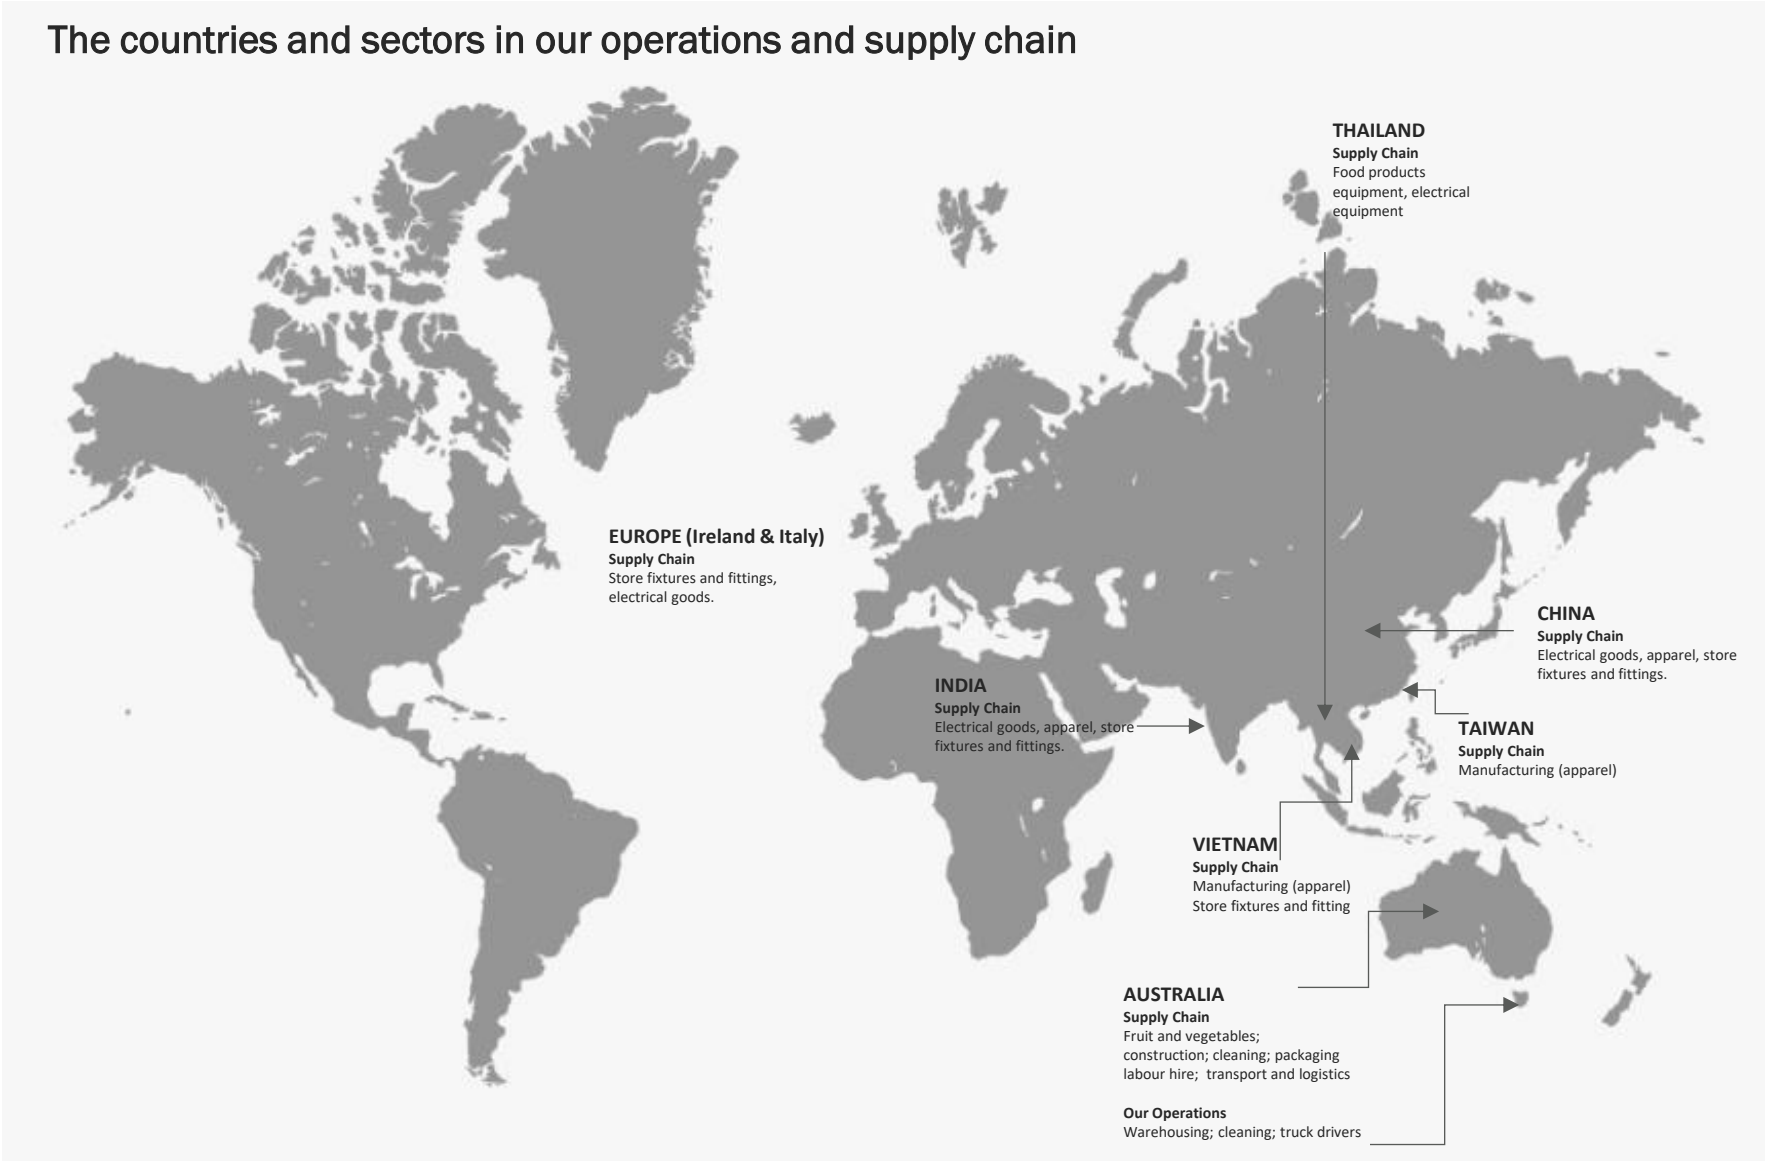 The countries and sectors in our operations and supply chain
THAILAND
Supply Chain
Food products
equipment, electrical
equipment
EUROPE (Ireland & Italy)
Supply Chain
Store fixtures and fittings,
electrical goods.
CHINA
Supply Chain
Electrical goods, apparel, store
fixtures and fittings.
INDIA
Supply Chain
Electrical goods, apparel, store
fixtures and fittings.
TAIWAN
Supply Chain
Manufacturing (apparel)
VIETNAM
Supply Chain
Manufacturing (apparel)
Store fixtures and fitting
AUSTRALIA
Supply Chain
Fruit and vegetables;
construction; cleaning; packaging
labour hire; transport and logistics
Our Operations
Warehousing; cleaning; truck drivers